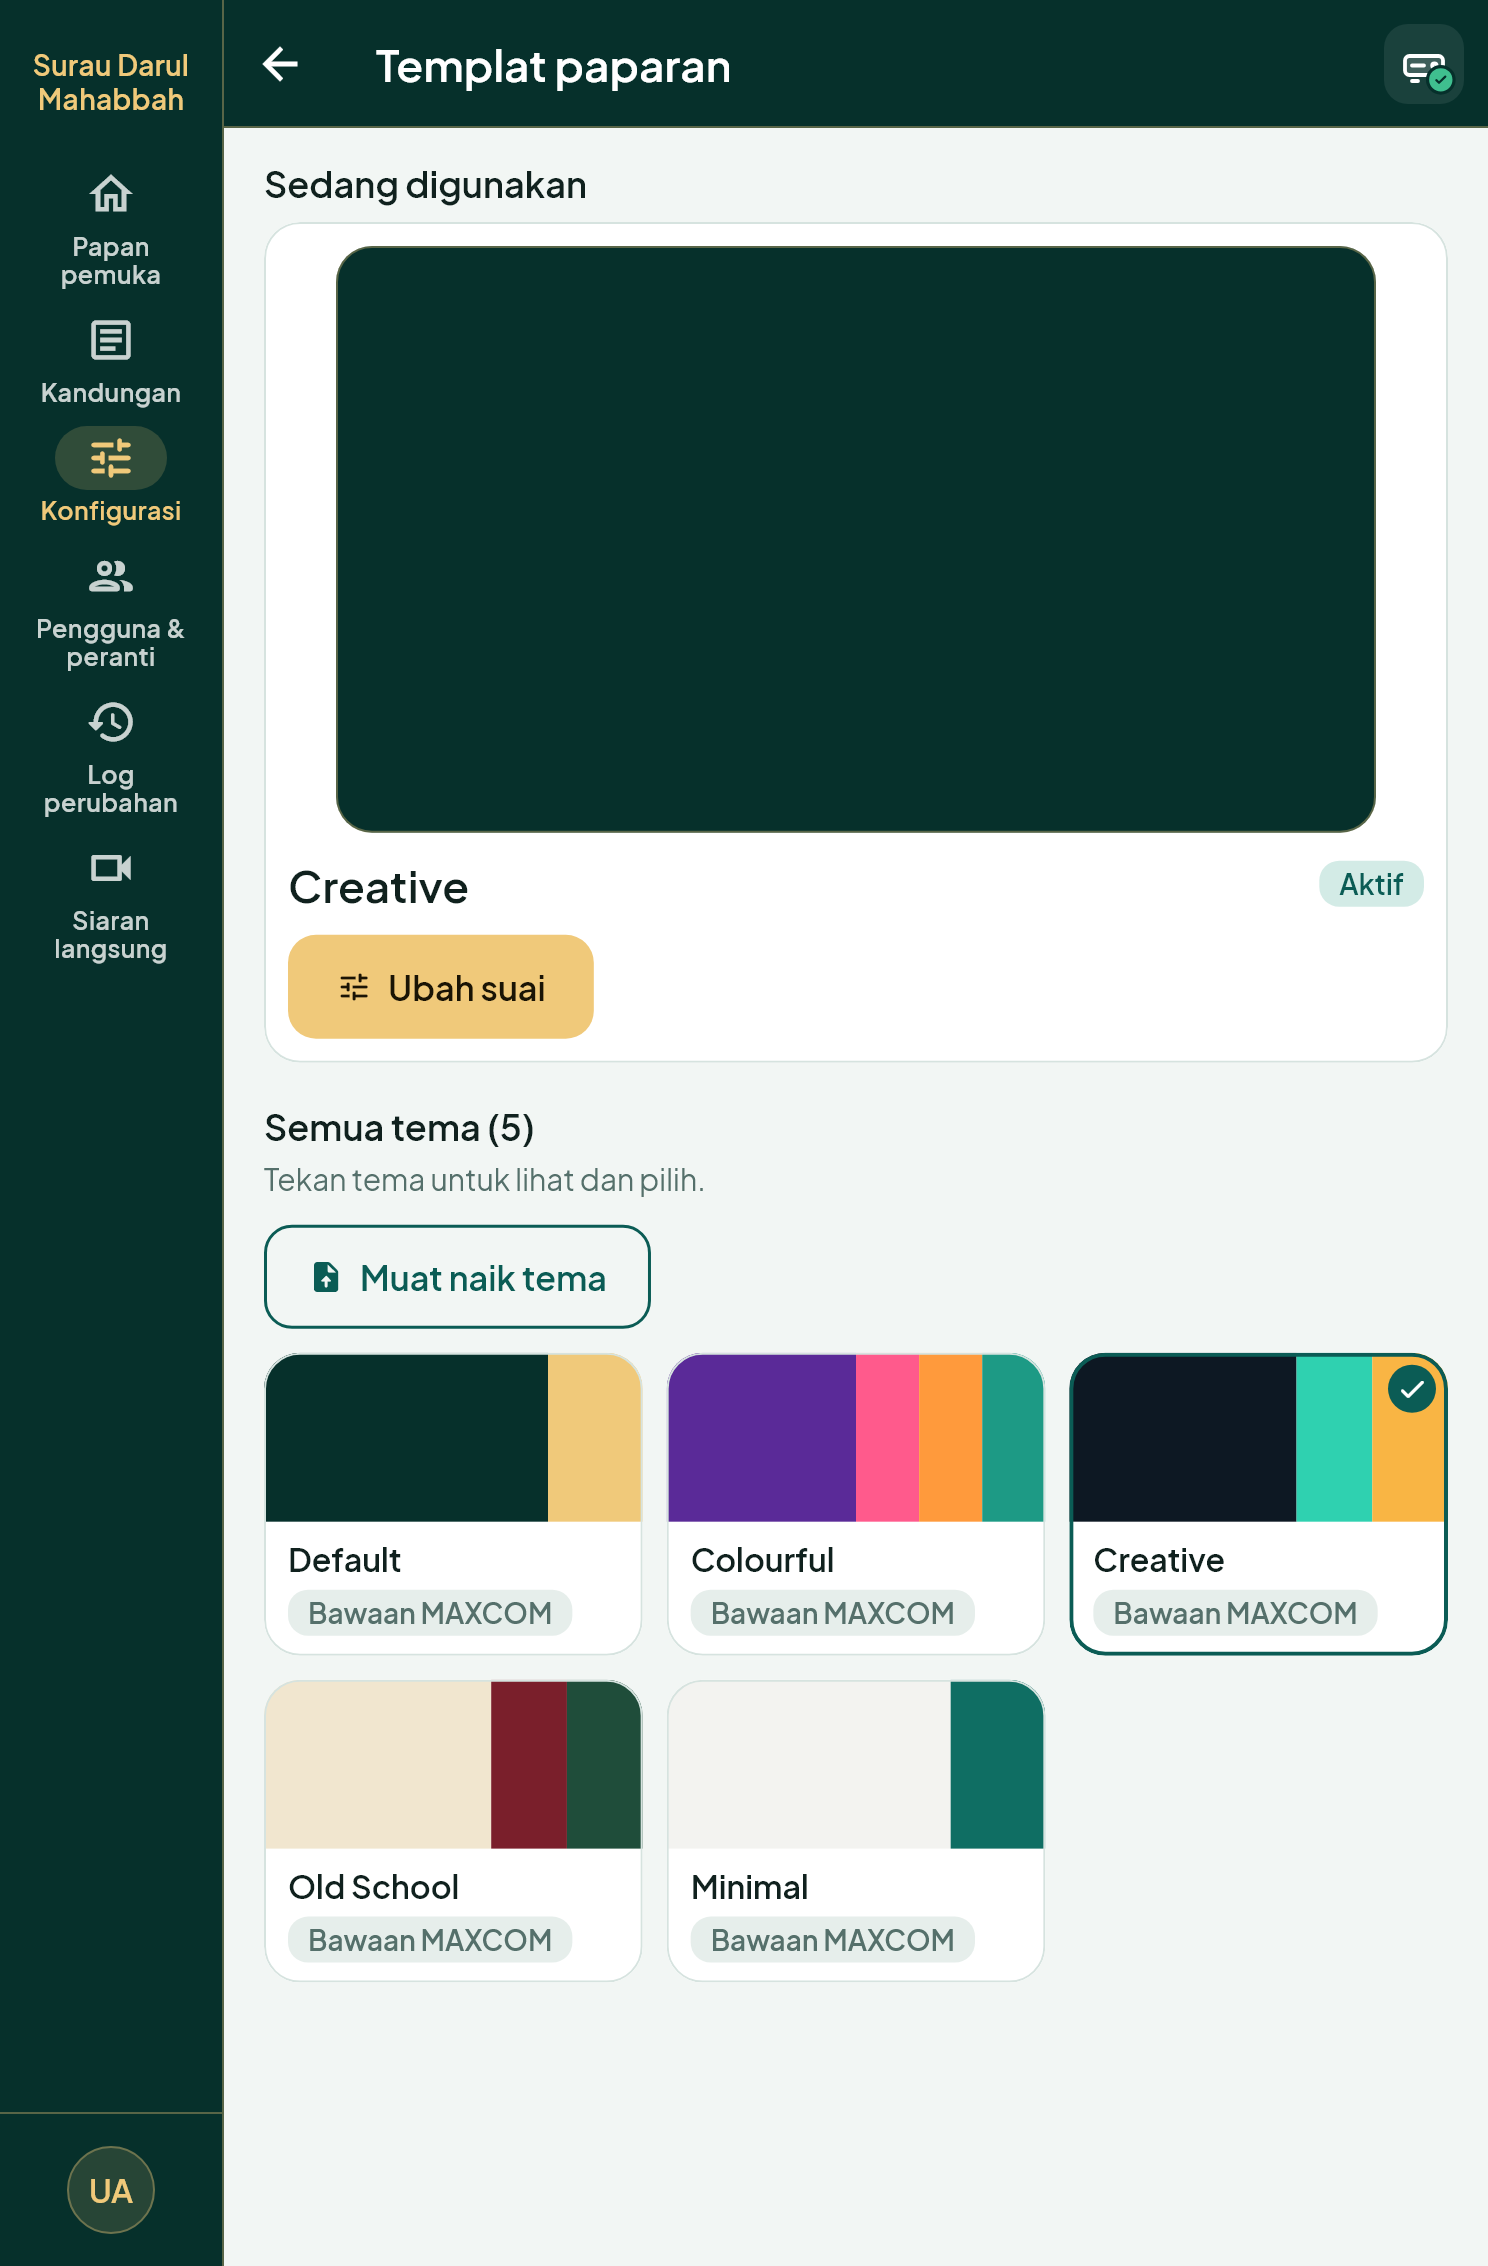 Surau Darul
Mahabbah
Papan
pemuka
Kandungan
Konfigurasi
Pengguna &
peranti
Log
perubahan
Siaran
langsung
UA
Templat paparan
Sedang digunakan
Creative
Aktif
Ubah suai
Semua tema (5)
Tekan tema untuk lihat dan pilih.
Muat naik tema
Default
Bawaan MAXCOM
Colourful
Bawaan MAXCOM
Creative
Bawaan MAXCOM
Old School
Bawaan MAXCOM
Minimal
Bawaan MAXCOM